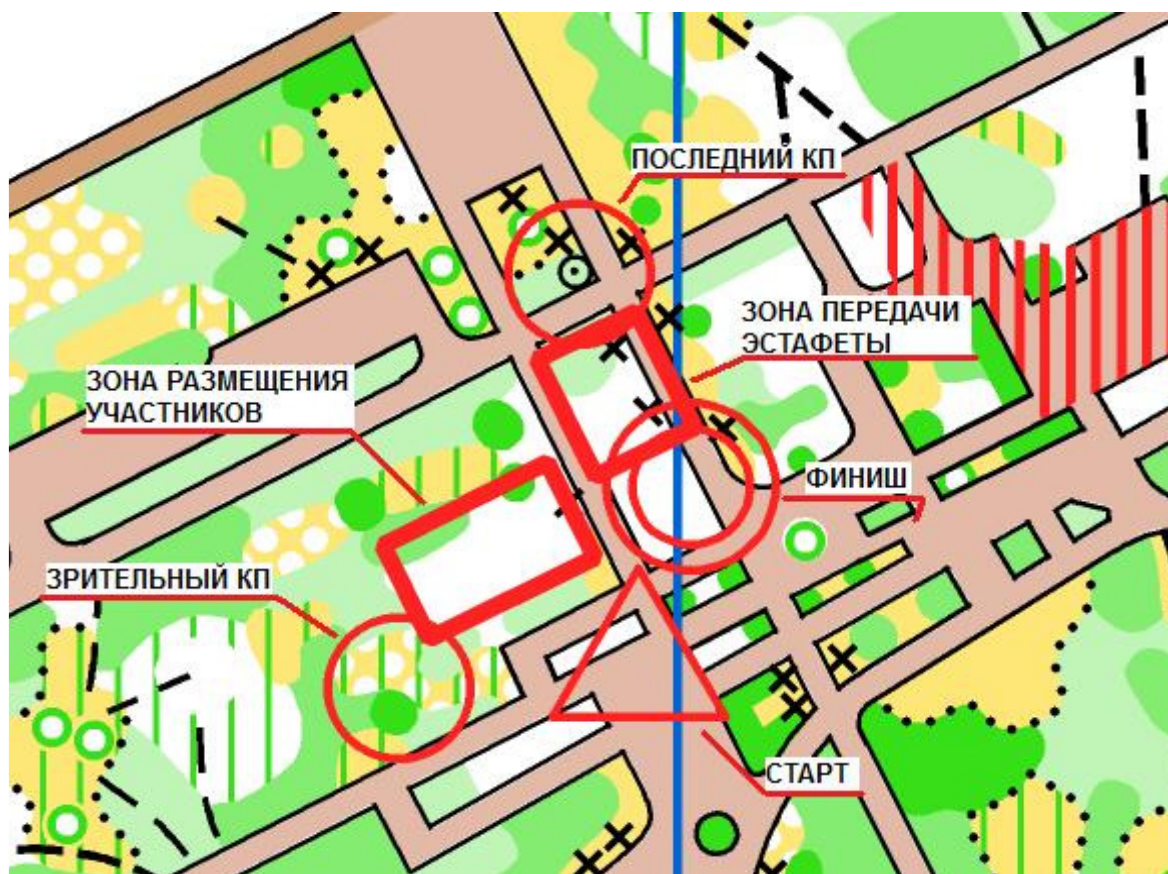 ПОСЛЕДНИЙ КП
ЗОНА ПЕРЕДАЧИ
ЭСТАФЕТЫ
ЗОНА РАЗМЕЩЕНИЯ
УЧАСТНИКОВ
ФИНИШ
ЗРИТЕЛЬНЫЙ КП
СТАРТ